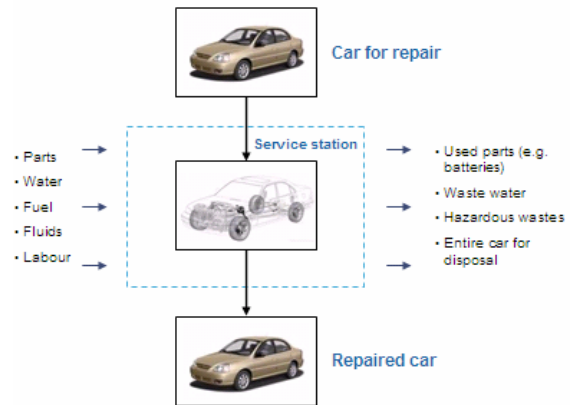 Car for repair
Service station
• Parts
• Water
• Fuel
• Fluids
• Labour
• Used parts (e.g.
batteries)
• Waste water
• Hazardous wastes
• Entire car for
disposal
Repaired car